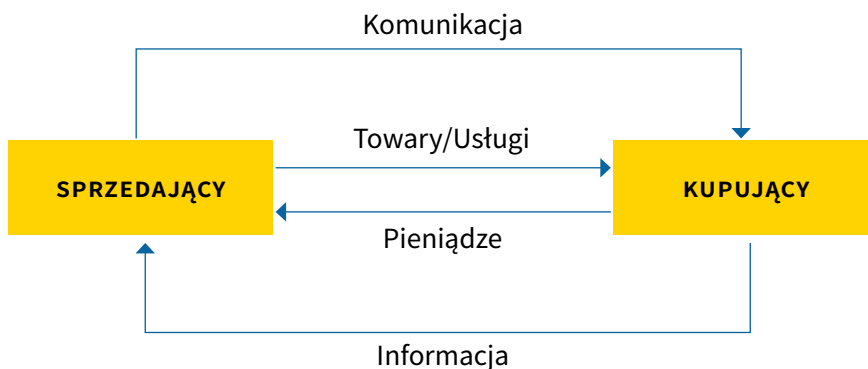 Komunikacja
Towary/Usługi
SPRZEDAJĄCY
KUPUJĄCY
Pieniądze
Informacja